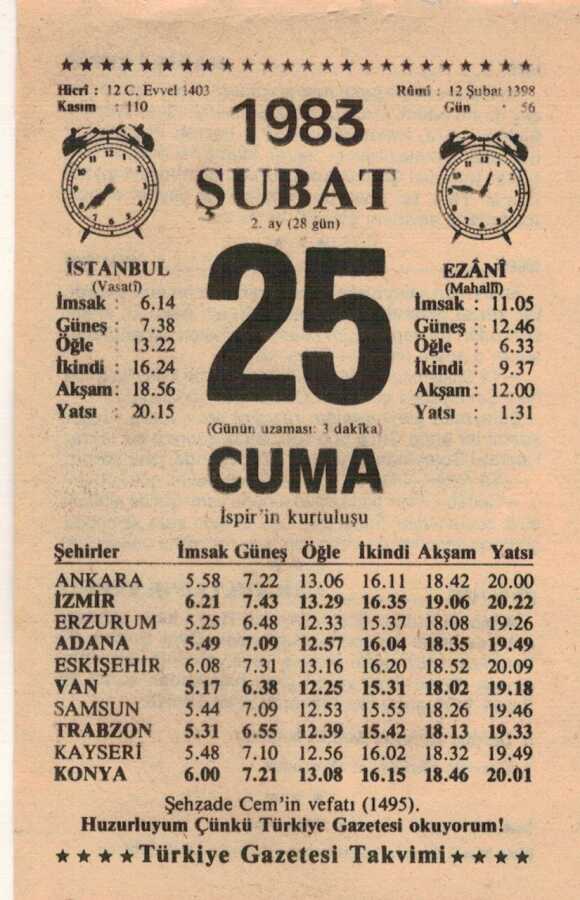 Hicrî : 12 C. Evvel 1403
Kasım : 110
Rûmî : 12 Şubat 1398
Gün : 56
1983
ŞUBAT
2. ay (28 gün)
25
(Günün uzaması: 3 dakîka)
CUMA
İspir'in kurtuluşu
İSTANBUL
(Vasatî)
İmsak : 6.14
Güneş : 7.38
Öğle : 13.22
İkindi : 16.24
Akşam: 18.56
Yatsı : 20.15
EZÂNÎ
(Mahallî)
İmsak : 11.05
Güneş : 12.46
Öğle : 6.33
İkindi : 9.37
Akşam: 12.00
Yatsı : 1.31
Şehirler İmsak Güneş Öğle İkindi Akşam Yatsı
ANKARA 5.58 7.22 13.06 16.11 18.42 20.00
İZMİR 6.21 7.43 13.29 16.35 19.06 20.22
ERZURUM 5.25 6.48 12.33 15.37 18.08 19.26
ADANA 5.49 7.09 12.57 16.04 18.35 19.49
ESKİŞEHİR 6.08 7.31 13.16 16.20 18.52 20.09
VAN 5.17 6.38 12.25 15.31 18.02 19.18
SAMSUN 5.44 7.09 12.53 15.55 18.26 19.46
TRABZON 5.31 6.55 12.39 15.42 18.13 19.33
KAYSERİ 5.48 7.10 12.56 16.02 18.32 19.49
KONYA 6.00 7.21 13.08 16.15 18.46 20.01
Şehzade Cem'in vefatı (1495).
Huzurluyum Çünkü Türkiye Gazetesi okuyorum!
★★★★Türkiye Gazetesi Takvimi★★★★